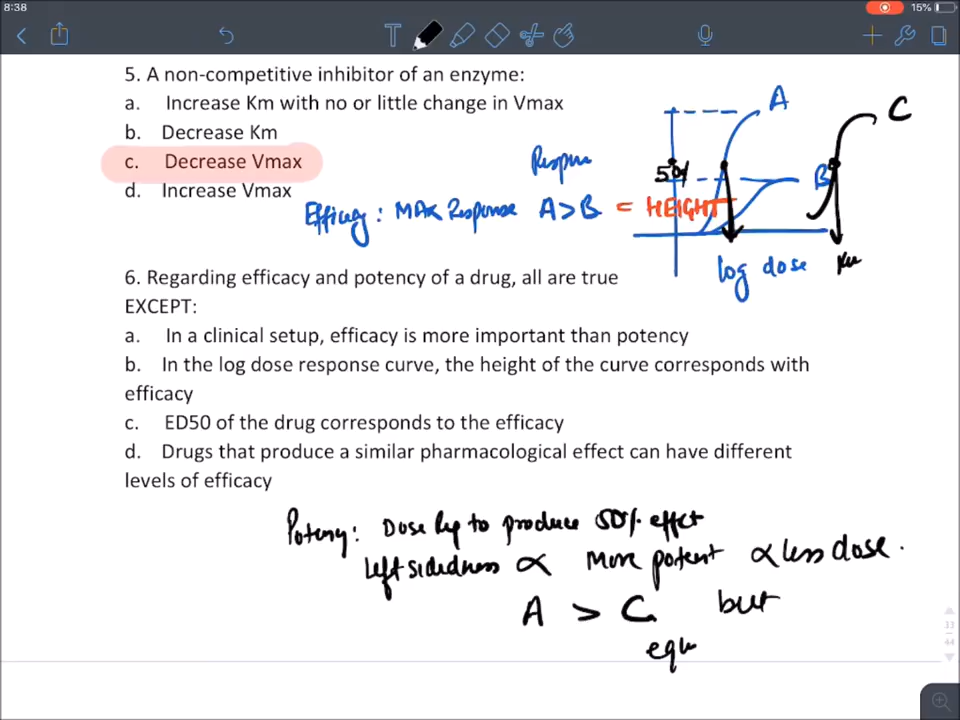 8:38
15%
T
5. A non-competitive inhibitor of an enzyme:
a. Increase Km with no or little change in Vmax
b. Decrease Km
c. Decrease Vmax
d. Increase Vmax
A
C
50%
B
Efficacy: MAX Response A>B = HEIGHT
log dose
6. Regarding efficacy and potency of a drug, all are true
EXCEPT:
a. In a clinical setup, efficacy is more important than potency
b. In the log dose response curve, the height of the curve corresponds with
efficacy
c. ED50 of the drug corresponds to the efficacy
d. Drugs that produce a similar pharmacological effect can have different
levels of efficacy
Potency: Dose Req to produce 50% effect
Left sidedness ∝ More potent ∝ less dose.
A > C but
equ
33
44